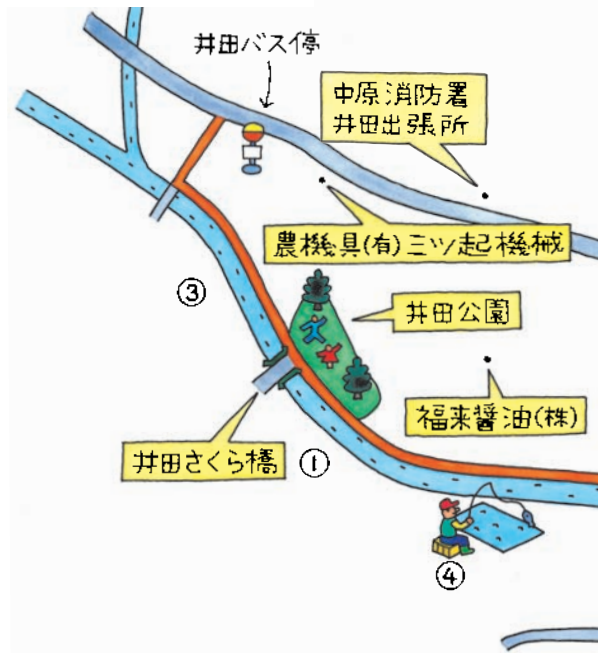 井田バス停
中原消防署
井田出張所
農機具(有)三ツ起機械
③
井田公園
福来醤油(株)
井田さくら橋
①
④